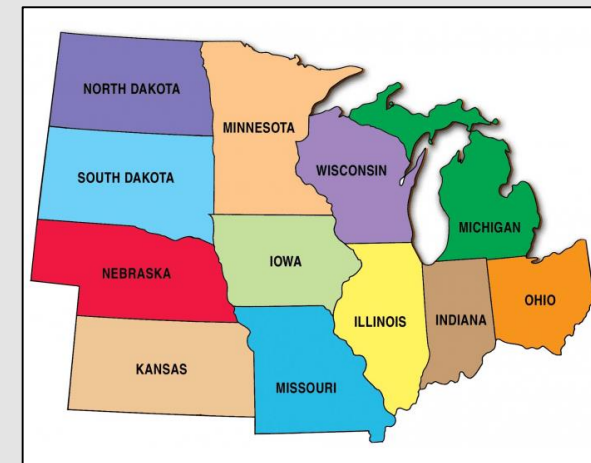 NORTH DAKOTA
MINNESOTA
SOUTH DAKOTA
WISCONSIN
MICHIGAN
NEBRASKA
IOWA
ILLINOIS
INDIANA
OHIO
KANSAS
MISSOURI